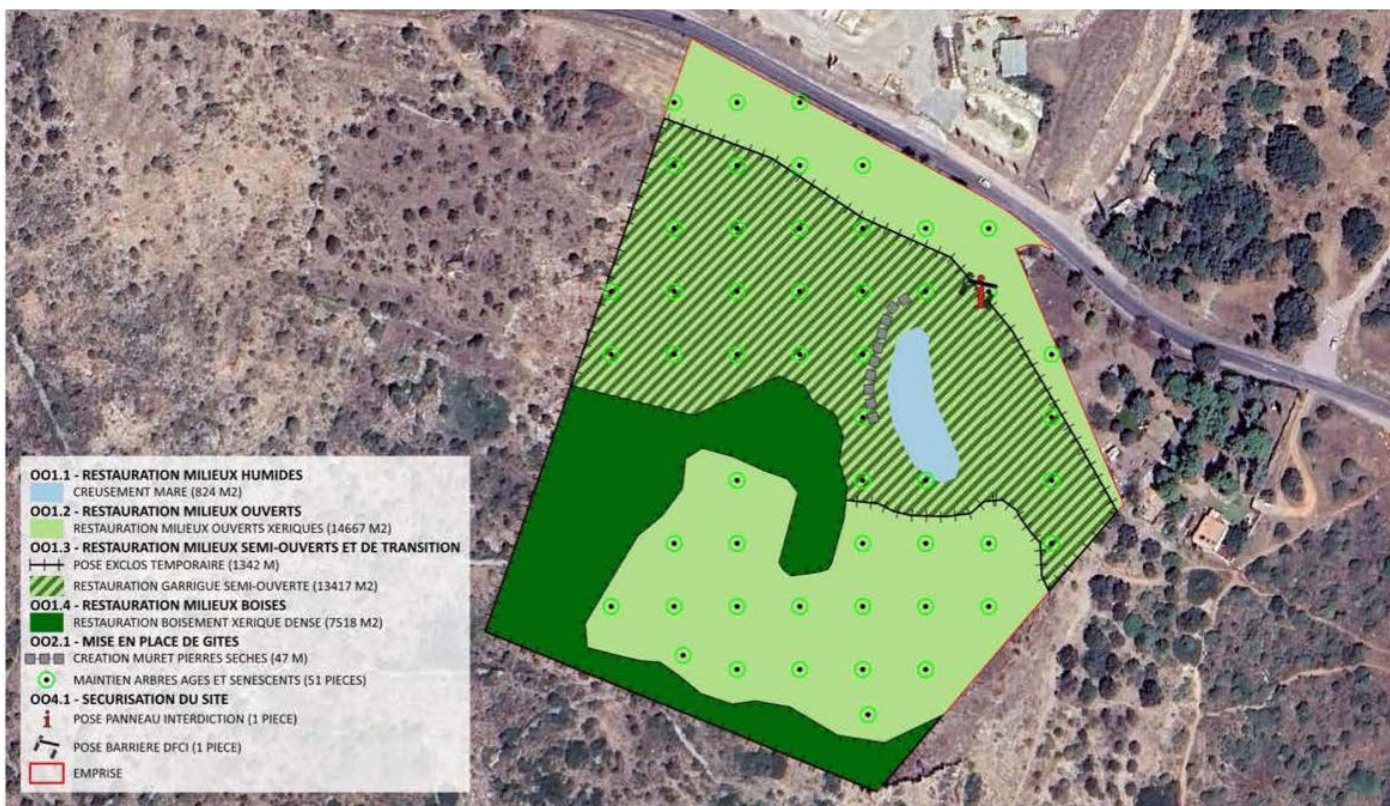 OO1.1 - RESTAURATION MILIEUX HUMIDES
CREUSEMENT MARE (824 M2)
OO1.2 - RESTAURATION MILIEUX OUVERTS
RESTAURATION MILIEUX OUVERTS XERIQUES (14667 M2)
OO1.3 - RESTAURATION MILIEUX SEMI-OUVERTS ET DE TRANSITION
POSE EXCLOS TEMPORAIRE (1342 M)
RESTAURATION GARRIGUE SEMI-OUVERTE (13417 M2)
OO1.4 - RESTAURATION MILIEUX BOISES
RESTAURATION BOISEMENT XERIQUE DENSE (7518 M2)
OO2.1 - MISE EN PLACE DE GITES
CREATION MURET PIERRES SECHES (47 M)
MAINTIEN ARBRES AGES ET SENESCENTS (51 PIECES)
OO4.1 - SECURISATION DU SITE
POSE PANNEAU INTERDICTION (1 PIECE)
POSE BARRIERE DFCI (1 PIECE)
EMPRISE